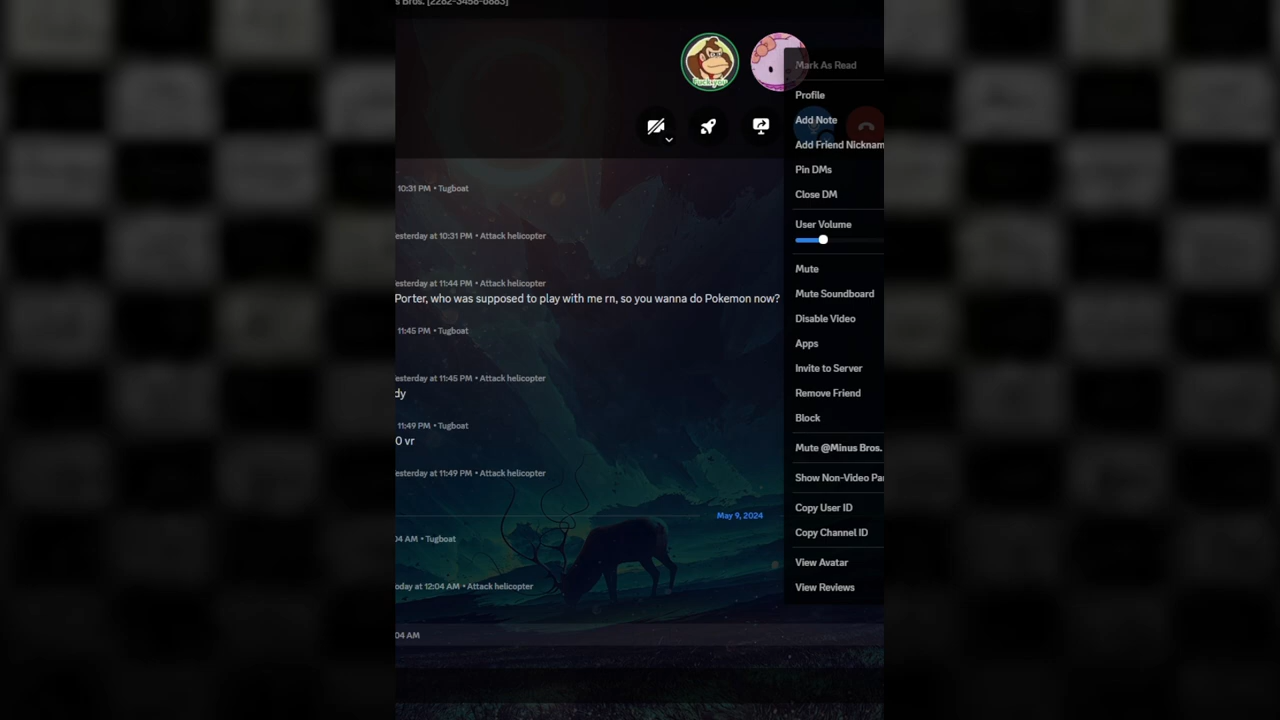 s Bros. [2282-3458-6683]
Mark As Read
Profile
Add Note
Add Friend Nicknam
Pin DMs
Close DM
User Volume
Mute
Mute Soundboard
Disable Video
Apps
Invite to Server
Remove Friend
Block
Mute @Minus Bros.
Show Non-Video Pa
Copy User ID
Copy Channel ID
View Avatar
View Reviews
10:31 PM • Tugboat
esterday at 10:31 PM • Attack helicopter
esterday at 11:44 PM • Attack helicopter
Porter, who was supposed to play with me rn, so you wanna do Pokemon now?
11:45 PM • Tugboat
esterday at 11:45 PM • Attack helicopter
dy
11:49 PM • Tugboat
0 vr
esterday at 11:49 PM • Attack helicopter
May 9, 2024
04 AM • Tugboat
oday at 12:04 AM • Attack helicopter
04 AM